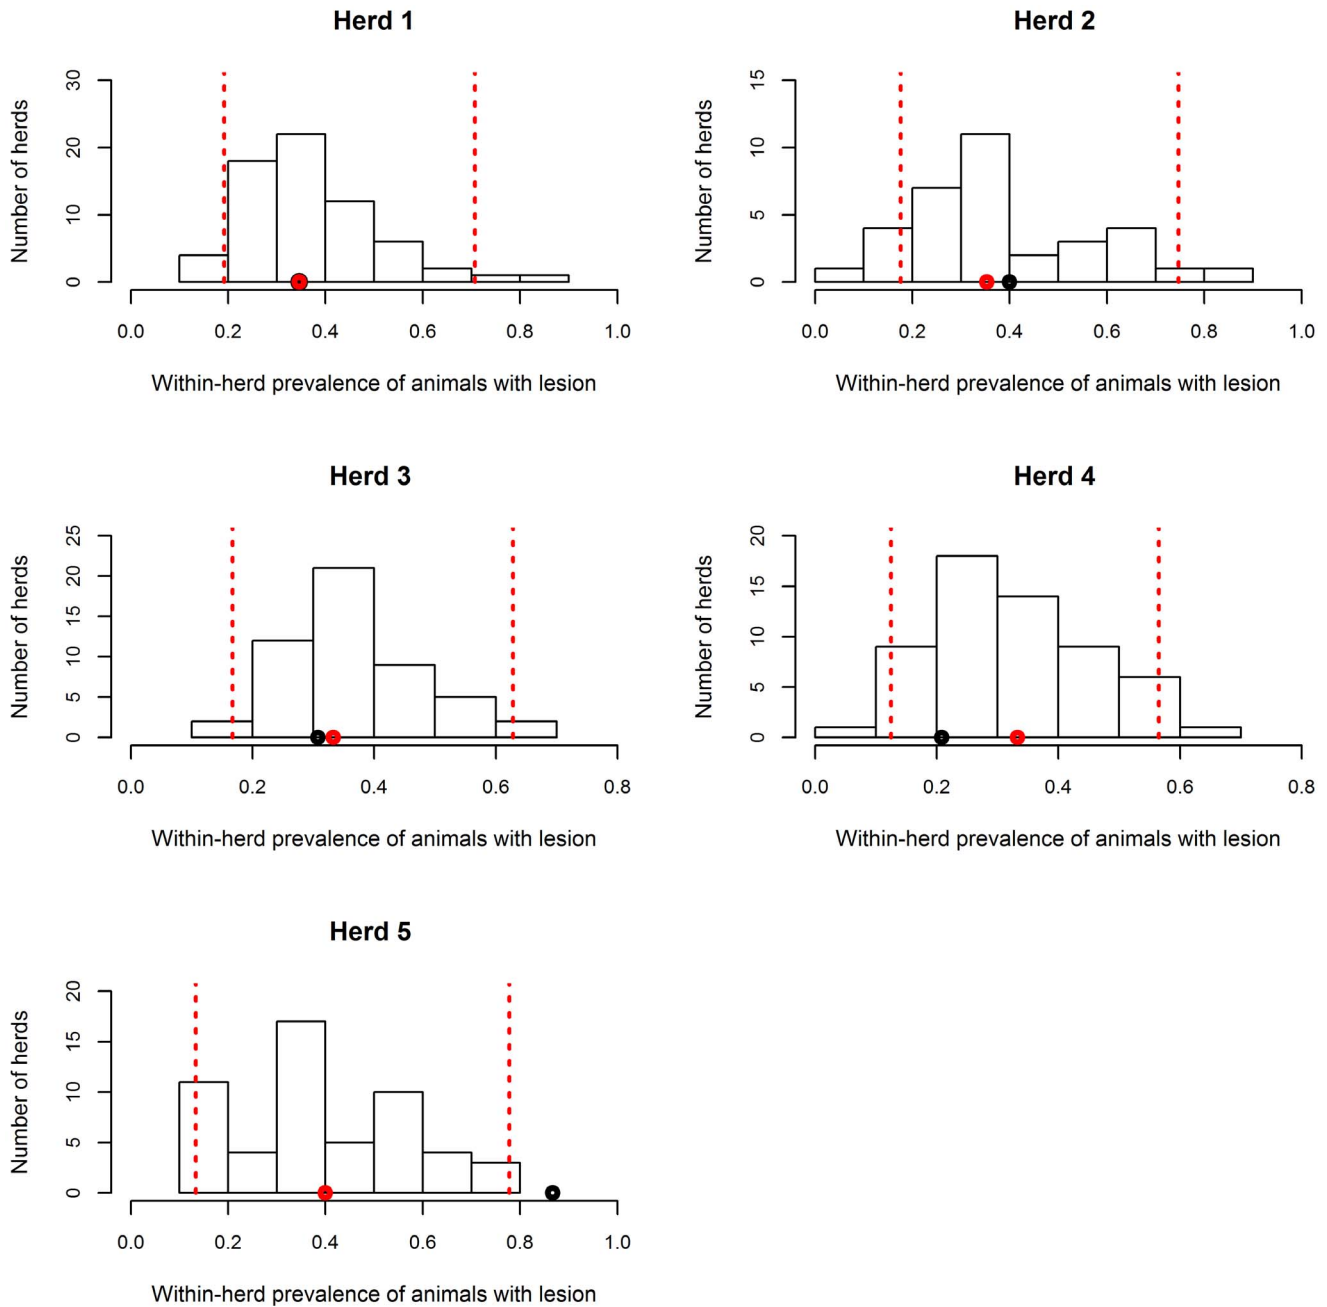 Herd 1
Number of herds
0 10 20 30
0.0 0.2 0.4 0.6 0.8 1.0
Within-herd prevalence of animals with lesion
Herd 2
Number of herds
0 5 10 15
0.0 0.2 0.4 0.6 0.8 1.0
Within-herd prevalence of animals with lesion
Herd 3
Number of herds
0 5 10 15 20 25
0.0 0.2 0.4 0.6 0.8
Within-herd prevalence of animals with lesion
Herd 4
Number of herds
0 5 10 15 20
0.0 0.2 0.4 0.6 0.8
Within-herd prevalence of animals with lesion
Herd 5
Number of herds
0 5 10 15 20
0.0 0.2 0.4 0.6 0.8 1.0
Within-herd prevalence of animals with lesion